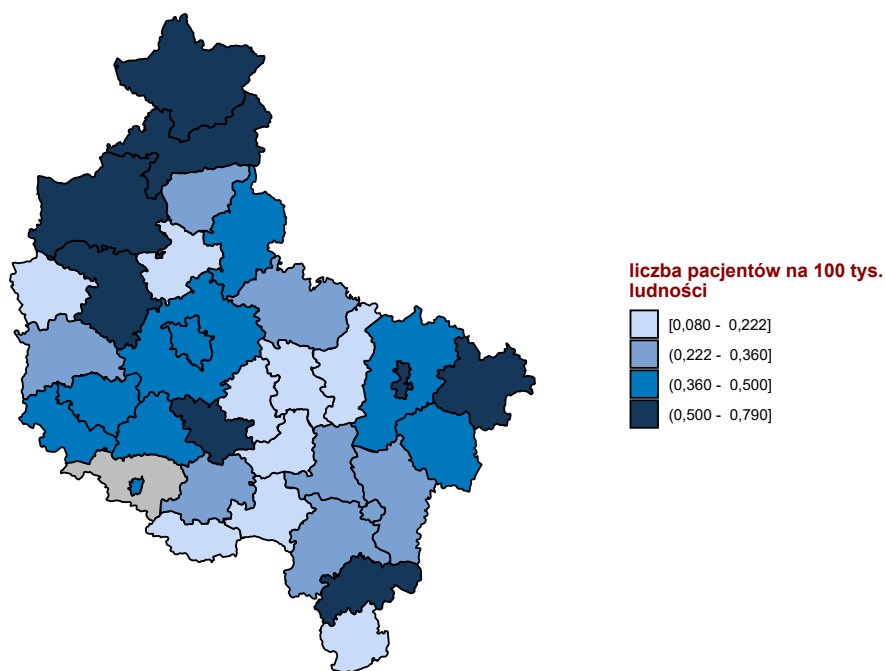 liczba pacjentów na 100 tys.
ludności
[0,080 - 0,222]
(0,222 - 0,360]
(0,360 - 0,500]
(0,500 - 0,790]